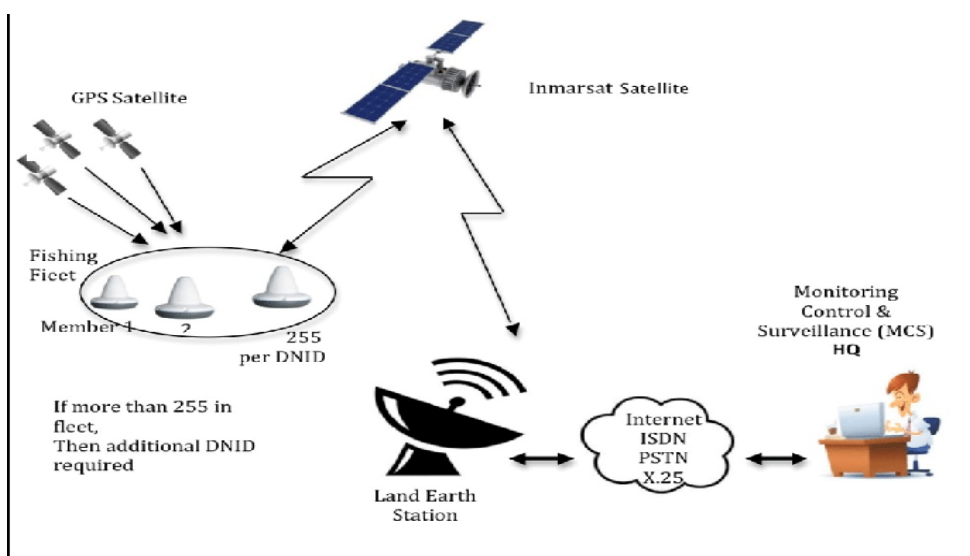 GPS Satellite
Inmarsat Satellite
Fishing
Fleet
Member 1
2
255
per DNID
If more than 255 in
fleet,
Then additional DNID
required
Land Earth
Station
Internet
ISDN
PSTN
X.25
Monitoring
Control &
Surveillance (MCS)
HQ